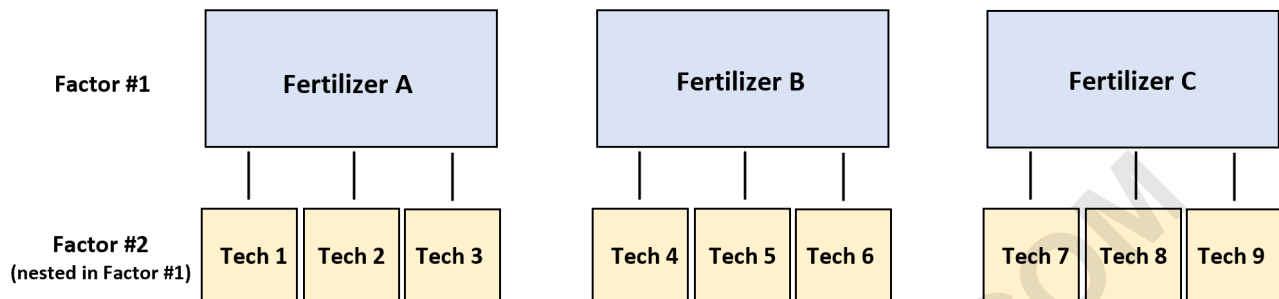 Factor #1
Fertilizer A
Fertilizer B
Fertilizer C
Factor #2
(nested in Factor #1)
Tech 1
Tech 2
Tech 3
Tech 4
Tech 5
Tech 6
Tech 7
Tech 8
Tech 9
COM